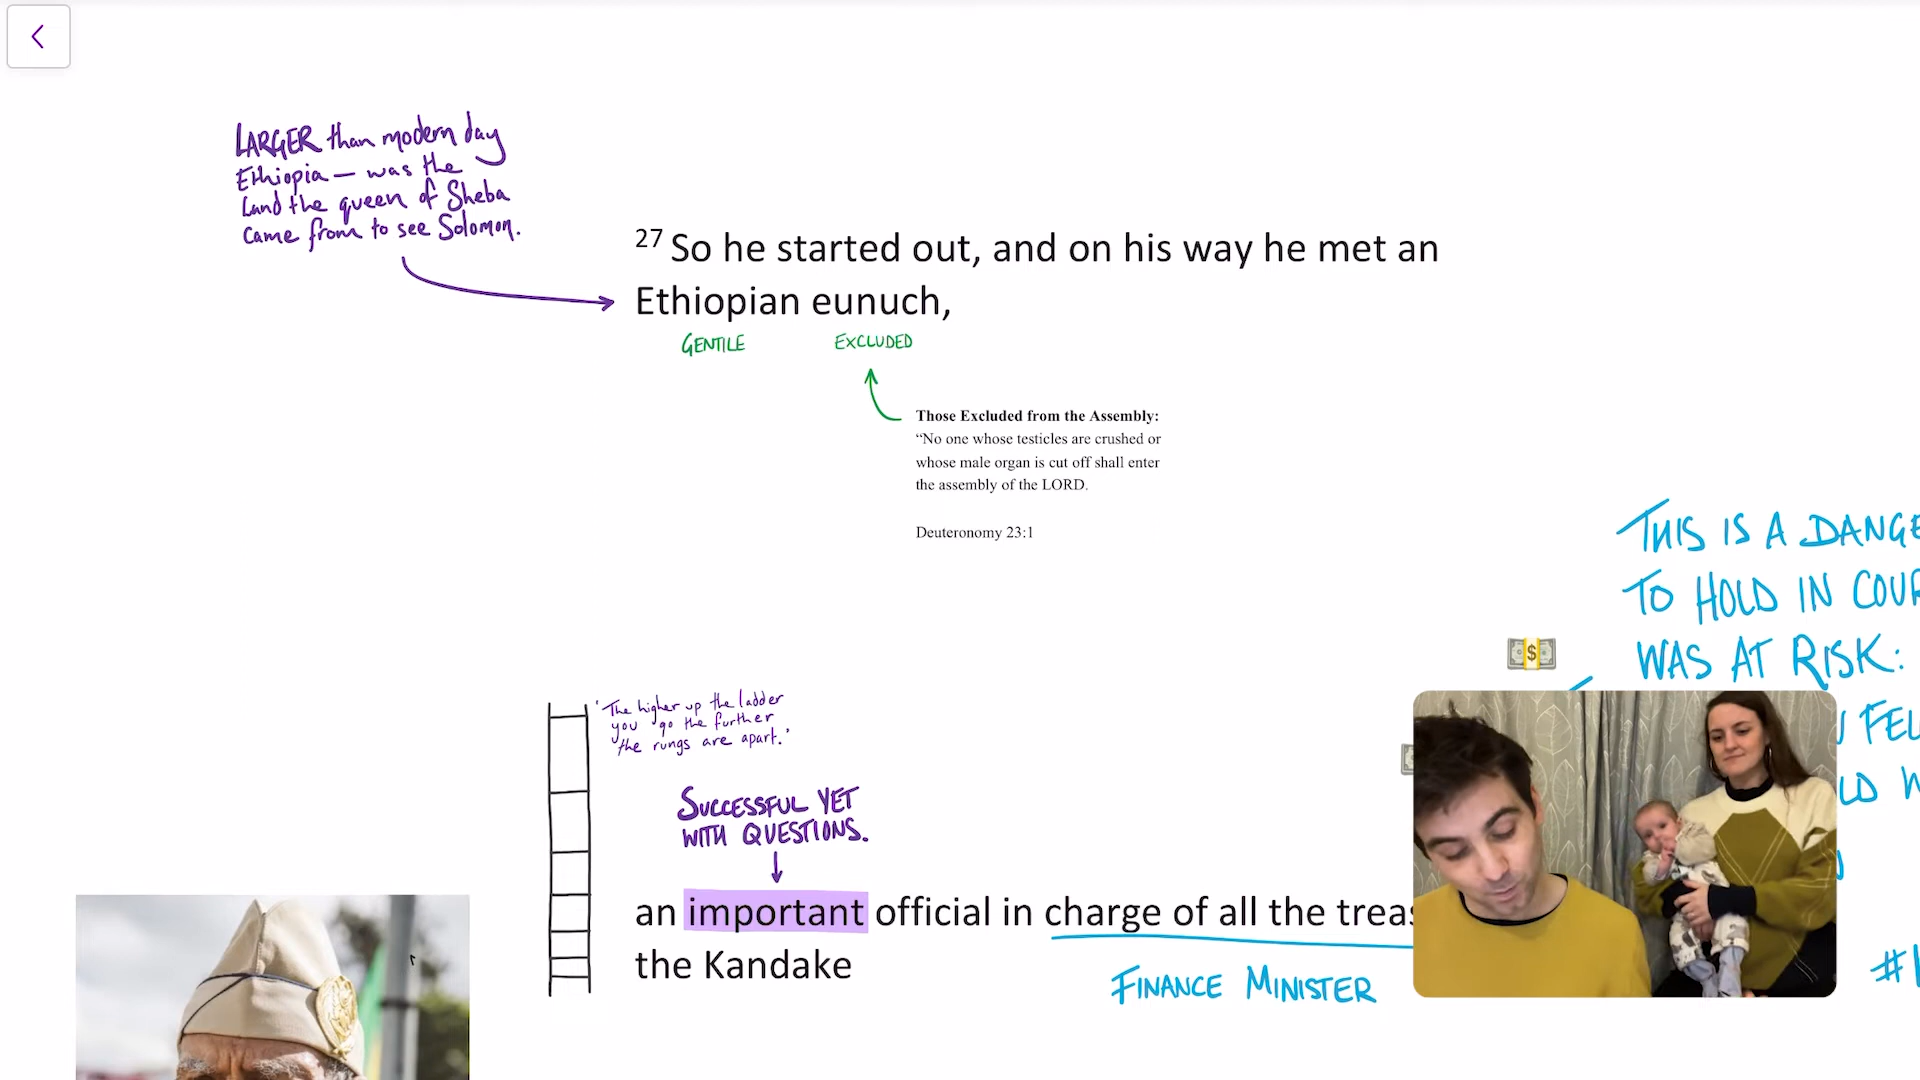 LARGER than modern day
Ethiopia — was the
land the queen of Sheba
came from to see Solomon.
27 So he started out, and on his way he met an
Ethiopian eunuch,
GENTILE
EXCLUDED
Those Excluded from the Assembly:
“No one whose testicles are crushed or
whose male organ is cut off shall enter
the assembly of the LORD.
Deuteronomy 23:1
THIS IS A DANGE
TO HOLD IN COUR
WAS AT RISK:
FEL
LD W
'The higher up the ladder
you go the further
the rungs are apart.'
SUCCESSFUL YET
WITH QUESTIONS.
an important official in charge of all the treas
the Kandake
FINANCE MINISTER